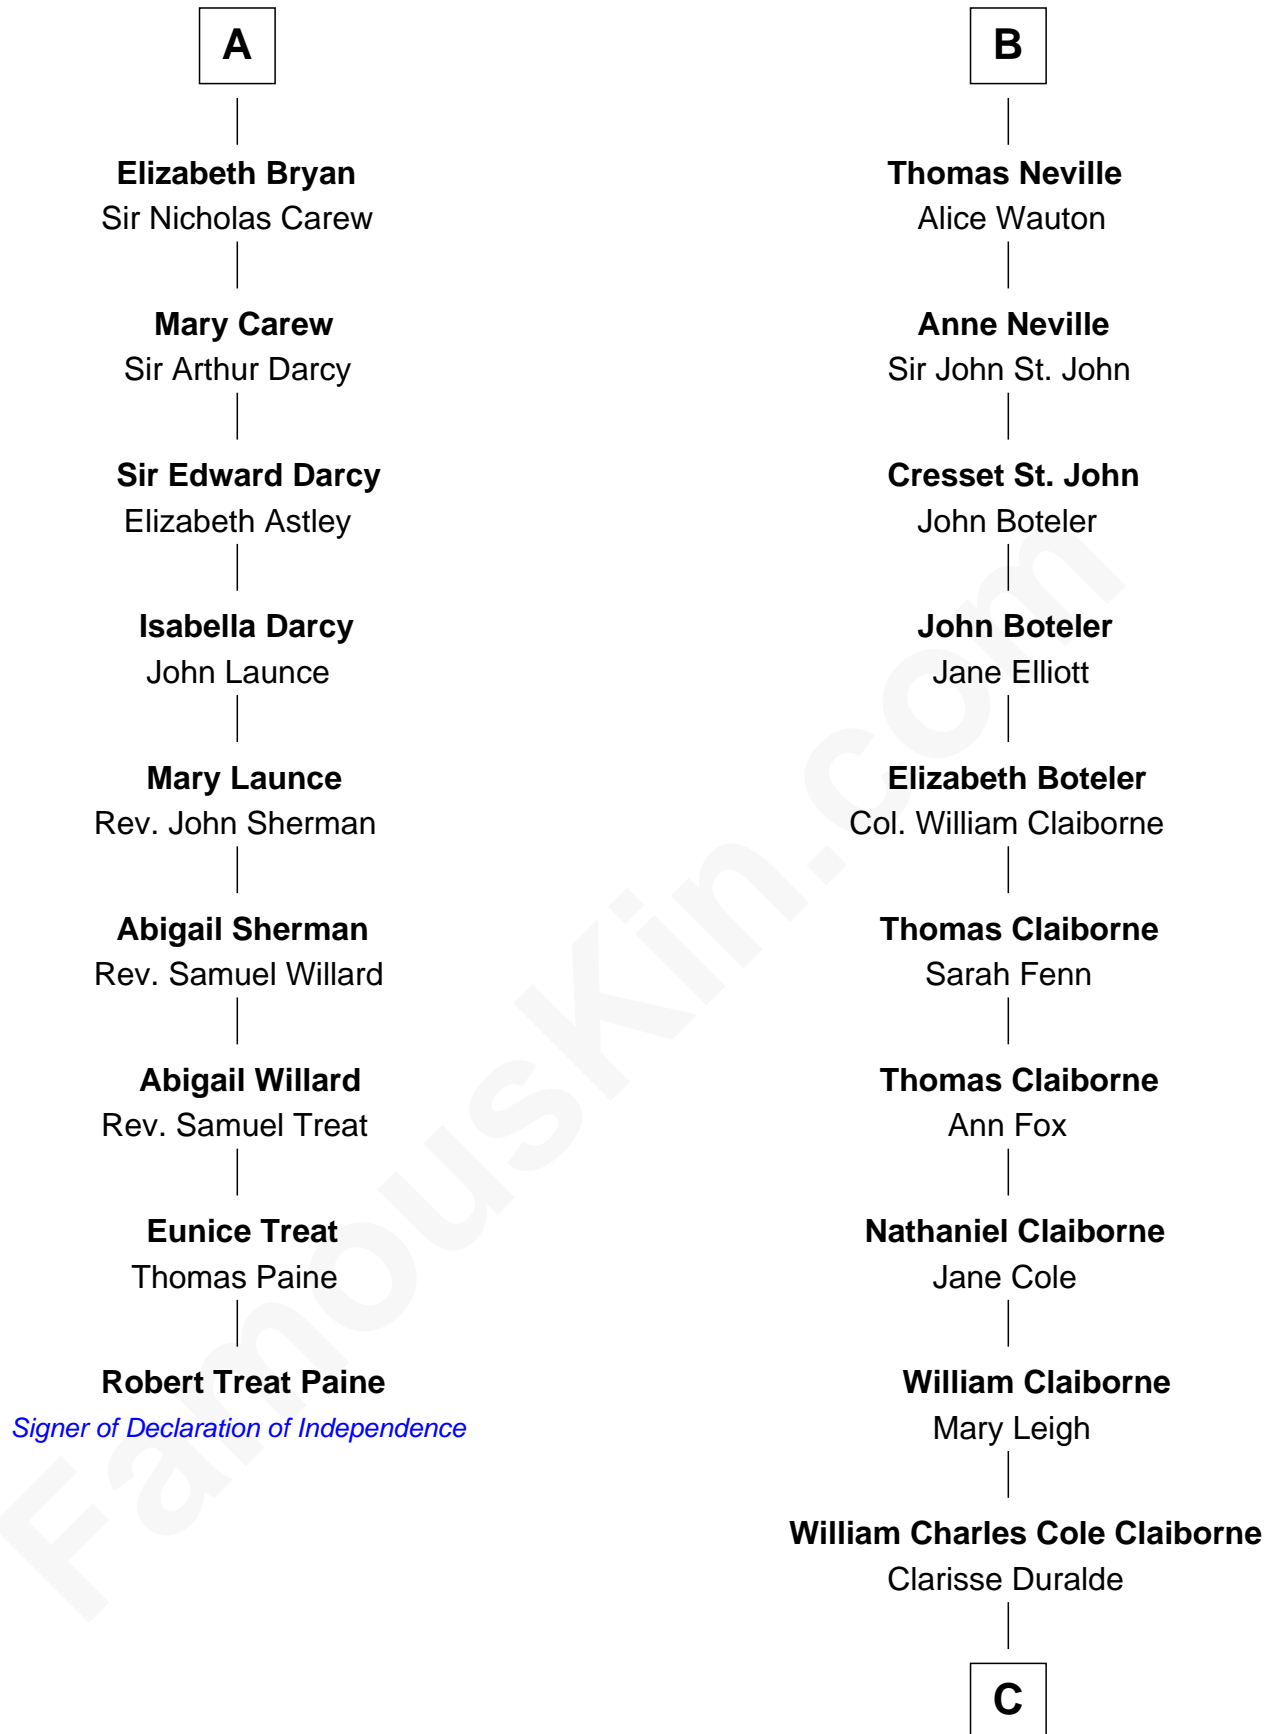 A
Elizabeth Bryan
Sir Nicholas Carew
Mary Carew
Sir Arthur Darcy
Sir Edward Darcy
Elizabeth Astley
Isabella Darcy
John Launce
Mary Launce
Rev. John Sherman
Abigail Sherman
Rev. Samuel Willard
Abigail Willard
Rev. Samuel Treat
Eunice Treat
Thomas Paine
Robert Treat Paine
Signer of Declaration of Independence
B
Thomas Neville
Alice Wauton
Anne Neville
Sir John St. John
Cresset St. John
John Boteler
John Boteler
Jane Elliott
Elizabeth Boteler
Col. William Claiborne
Thomas Claiborne
Sarah Fenn
Thomas Claiborne
Ann Fox
Nathaniel Claiborne
Jane Cole
William Claiborne
Mary Leigh
William Charles Cole Claiborne
Clarisse Duralde
C
FamousKin.com